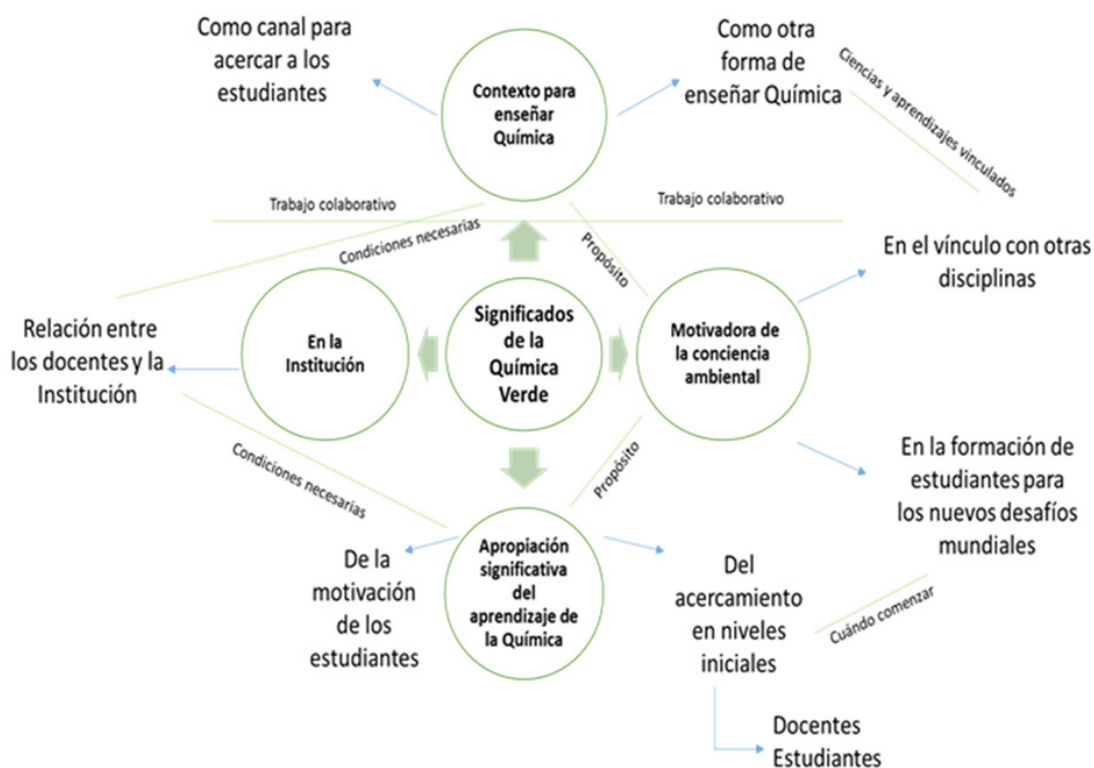 Como canal para
acercar a los
estudiantes
Contexto para
enseñar
Química
Como otra
forma de
enseñar Química
Ciencias y aprendizajes vinculados
Trabajo colaborativo
Trabajo colaborativo
Condiciones necesarias
Propósito
En el vínculo con otras
disciplinas
Relación entre
los docentes y la
Institución
En la
Institución
Significados
de la
Química
Verde
Motivadora de
la conciencia
ambiental
Condiciones necesarias
Propósito
En la formación de
estudiantes para
los nuevos desafíos
mundiales
De la
motivación
de los
estudiantes
Apropiación
significativa
del
aprendizaje de
la Química
Del
acercamiento
en niveles
iniciales
Cuándo comenzar
Docentes
Estudiantes